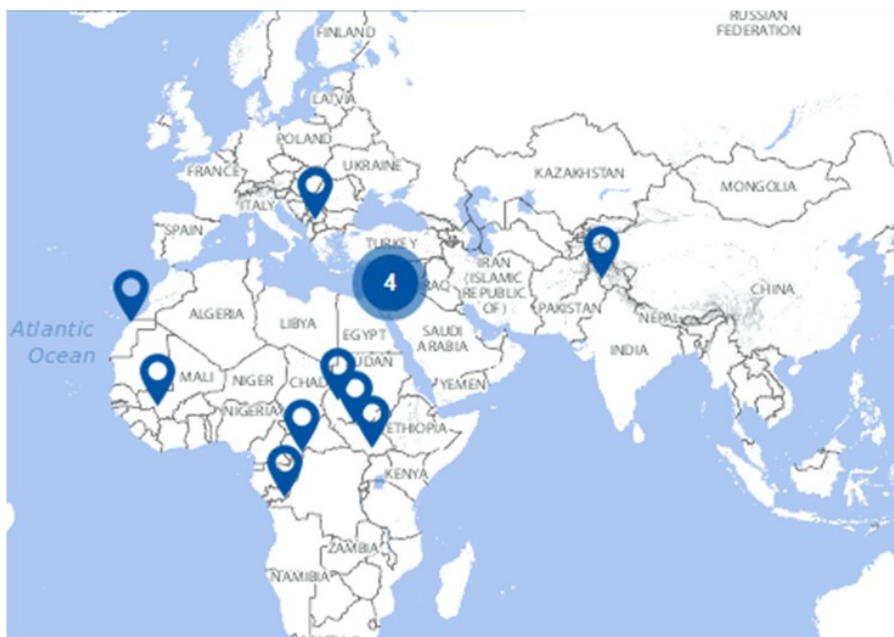 RUSSIAN
FEDERATION
FINLAND
LATVIA
POLAND
UKRAINE
FRANCE
KAZAKHSTAN
MONGOLIA
ITALY
SPAIN
TURKEY
4
IRAQ
IRAN
(ISLAMIC
REPUBLIC
OF)
CHINA
PAKISTAN
NEPAL
ALGERIA
LIBYA
EGYPT
SAUDI
ARABIA
INDIA
Atlantic
Ocean
MALI
NIGER
CHAD
SUDAN
YEMEN
NIGERIA
ETHIOPIA
KENYA
ZAMBIA
NAMIBIA